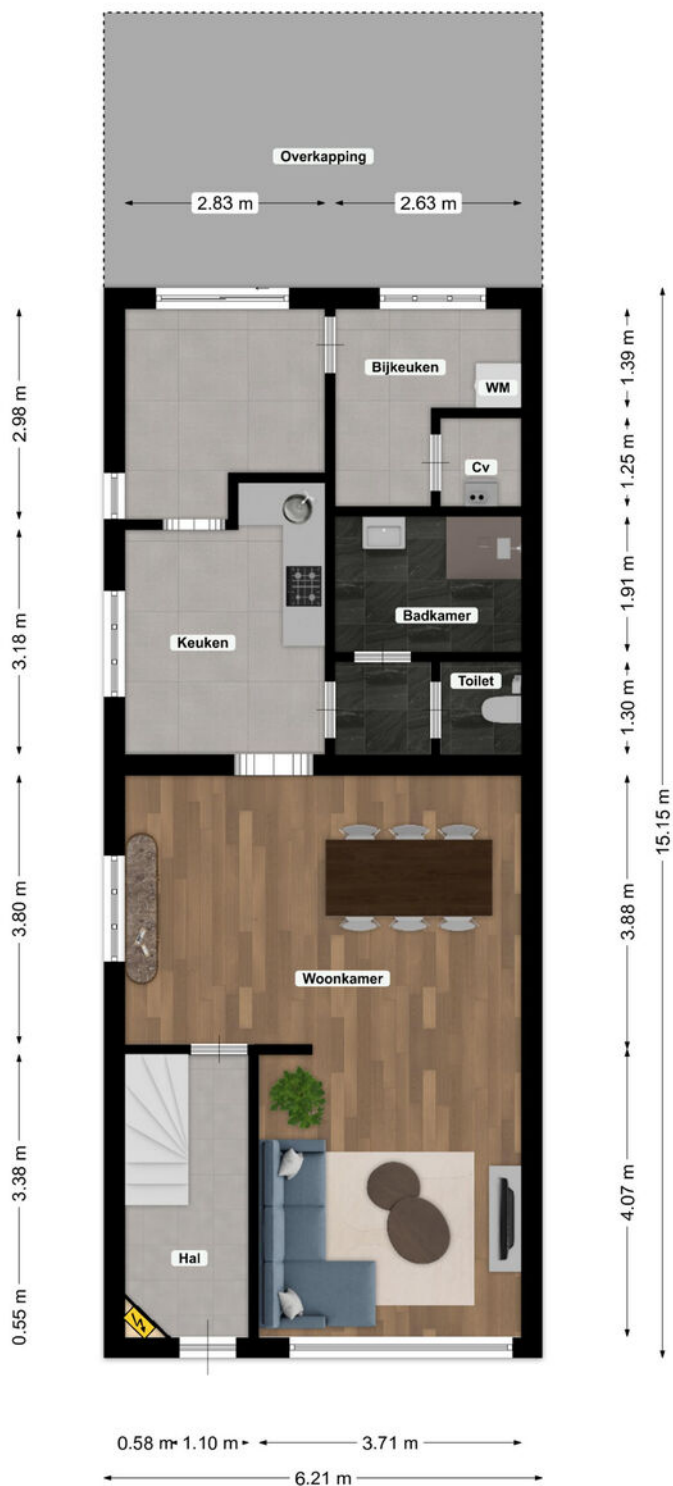 Overkapping
2.83 m
2.63 m
Bijkeuken
WM
Cv
Badkamer
Keuken
Toilet
Woonkamer
Hal
2.98 m
3.18 m
3.80 m
3.38 m
0.55 m
1.39 m
1.25 m
1.91 m
1.30 m
3.88 m
4.07 m
15.15 m
0.58 m
1.10 m
3.71 m
6.21 m